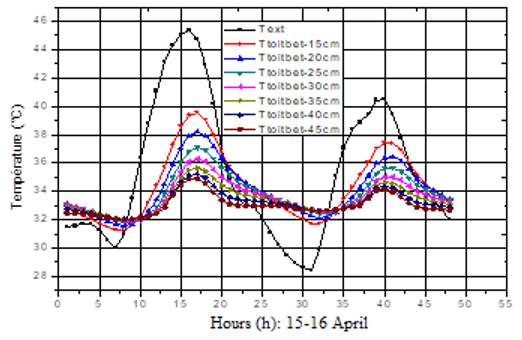 46
44
42
40
38
36
34
32
30
28
Température (°C)
Text
Ttoitbet-15cm
Ttoitbet-20cm
Ttoitbet-25cm
Ttoitbet-30cm
Ttoitbet-35cm
Ttoitbet-40cm
Ttoitbet-45cm
0 5 10 15 20 25 30 35 40 45 50 55
Hours (h): 15-16 April